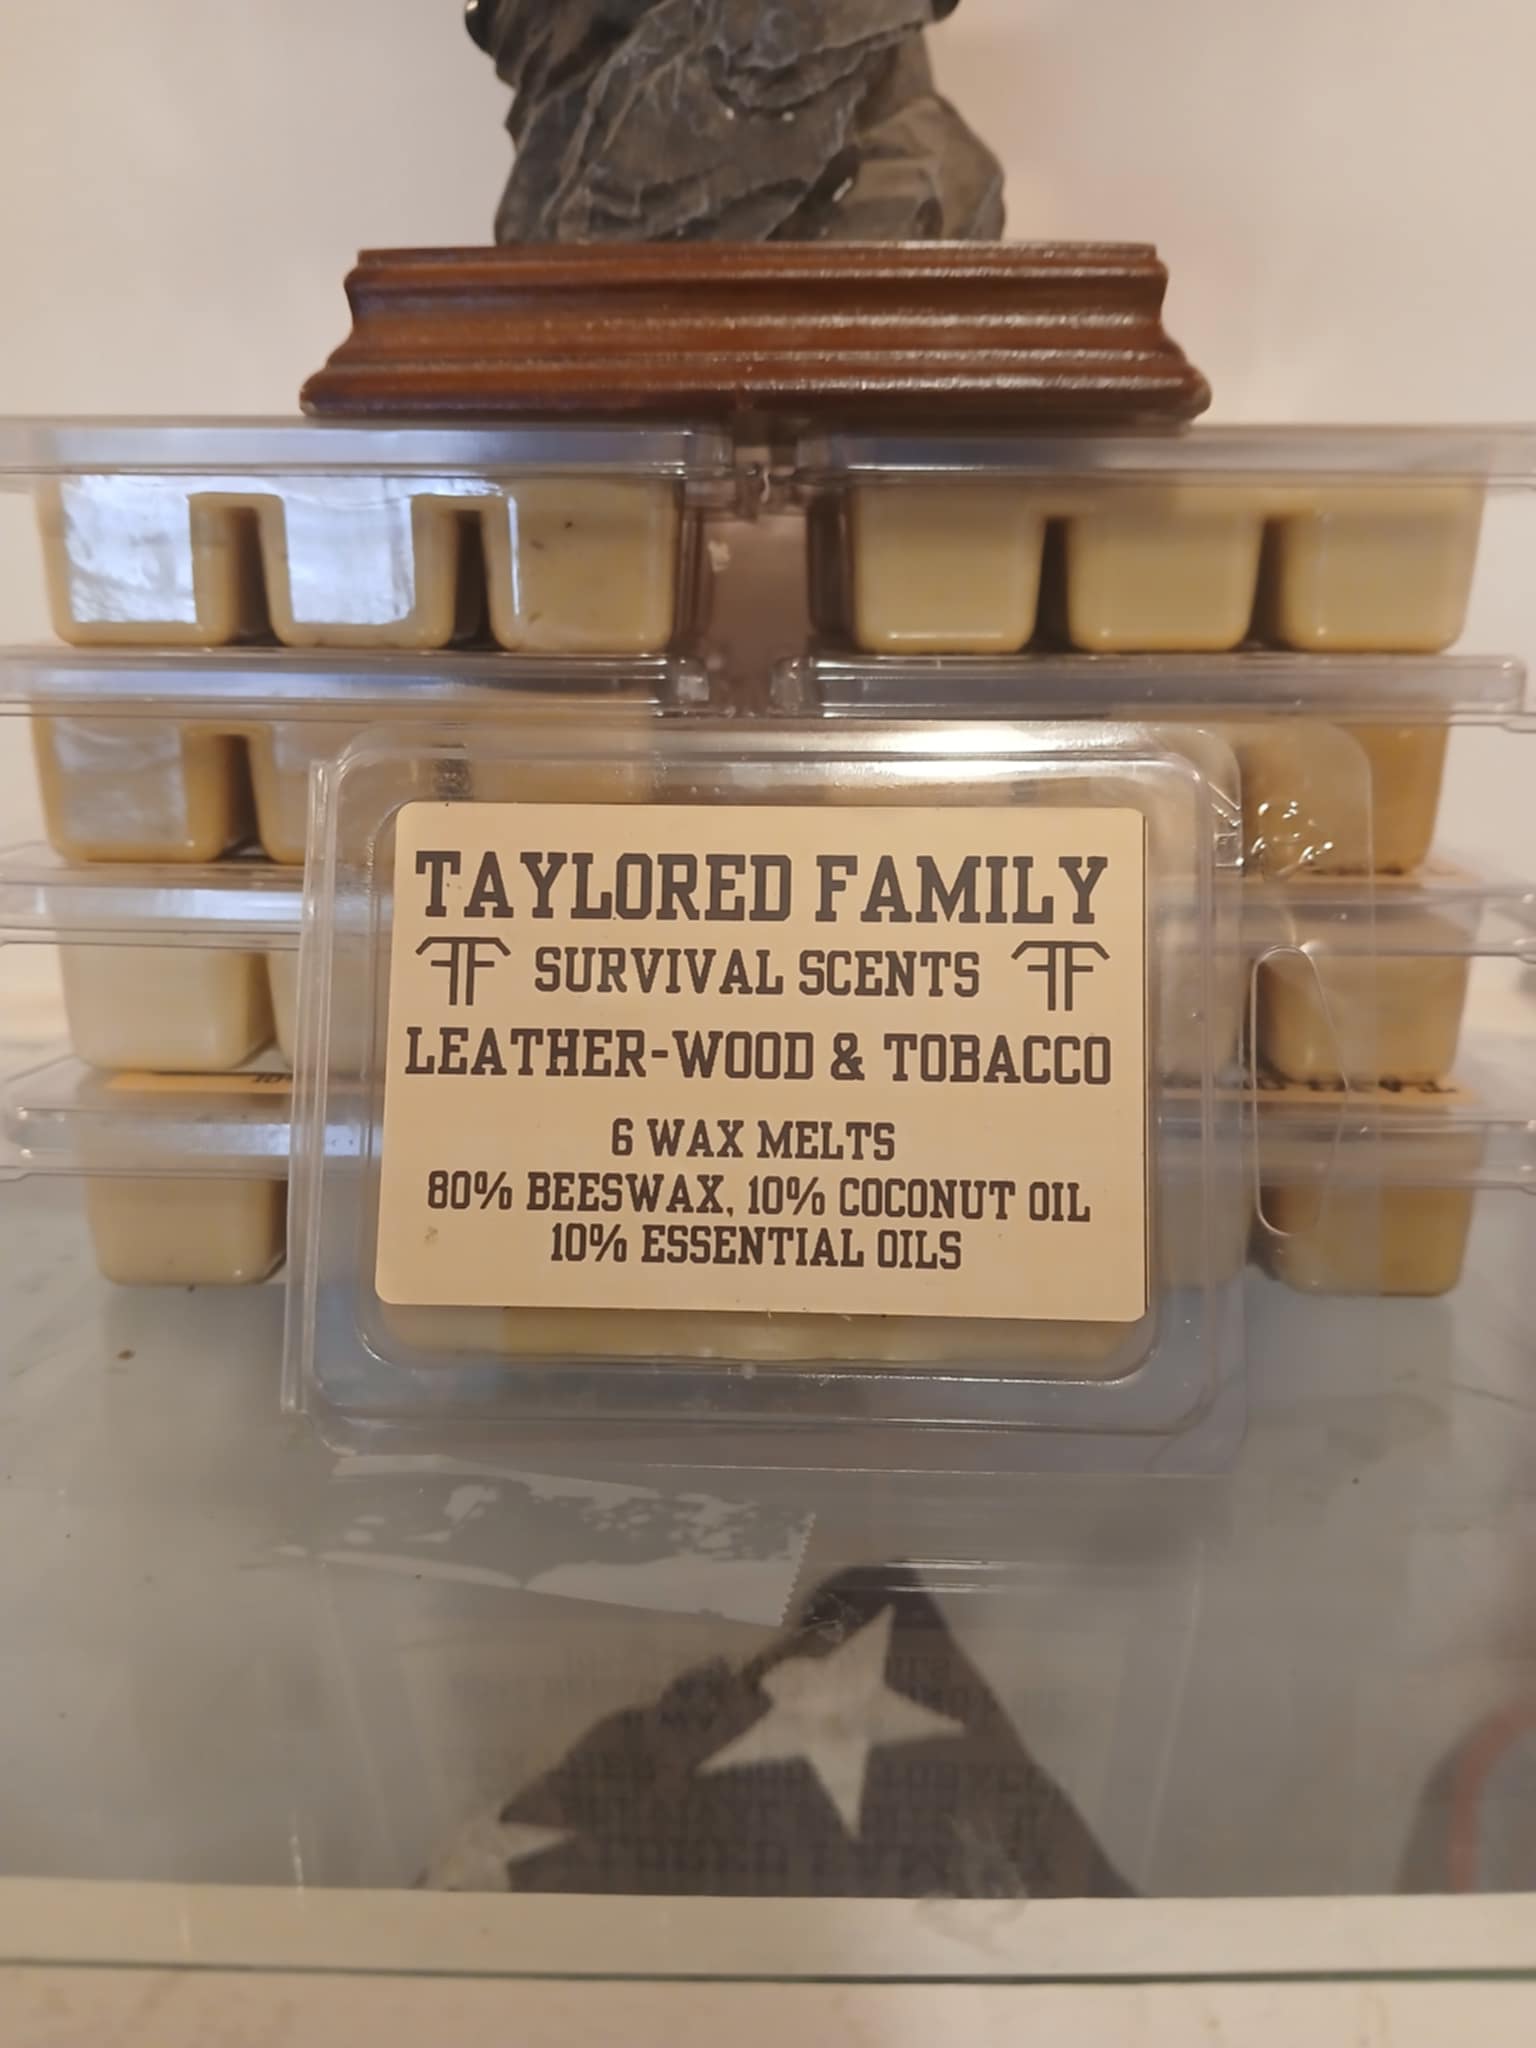 TAYLORED FAMILY
SURVIVAL SCENTS
LEATHER-WOOD & TOBACCO
6 WAX MELTS
80% BEESWAX, 10% COCONUT OIL
10% ESSENTIAL OILS